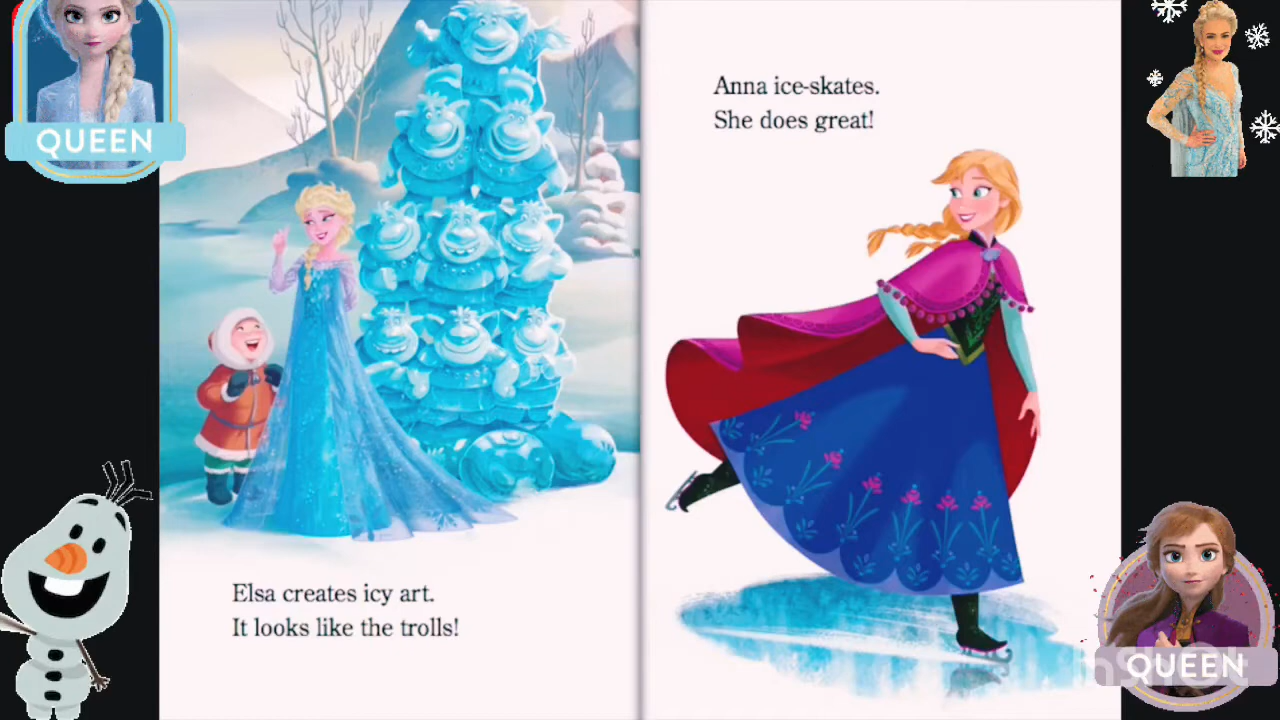 QUEEN
Elsa creates icy art.
It looks like the trolls!
Anna ice-skates.
She does great!
QUEEN